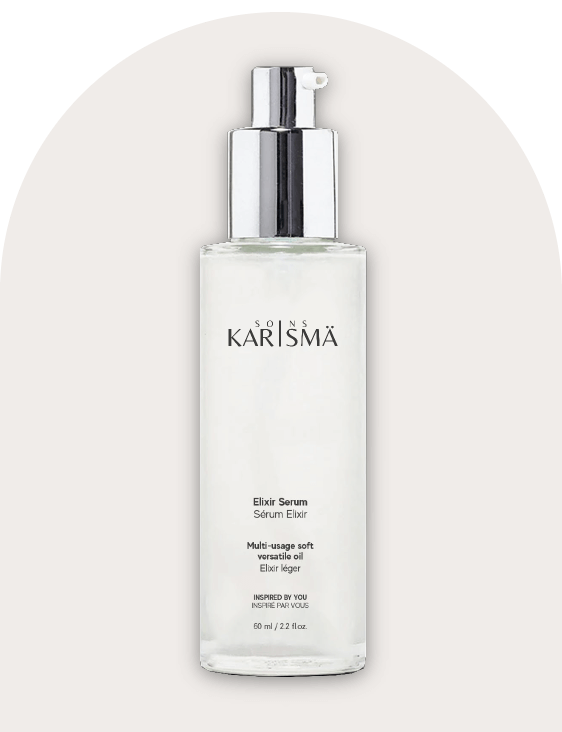 SOINS
KARISMÄ
Elixir Serum
Sérum Elixir
Multi-usage soft
versatile oil
Elixir léger
INSPIRED BY YOU
INSPIRÉ PAR VOUS
60 ml / 2.2 fl.oz.